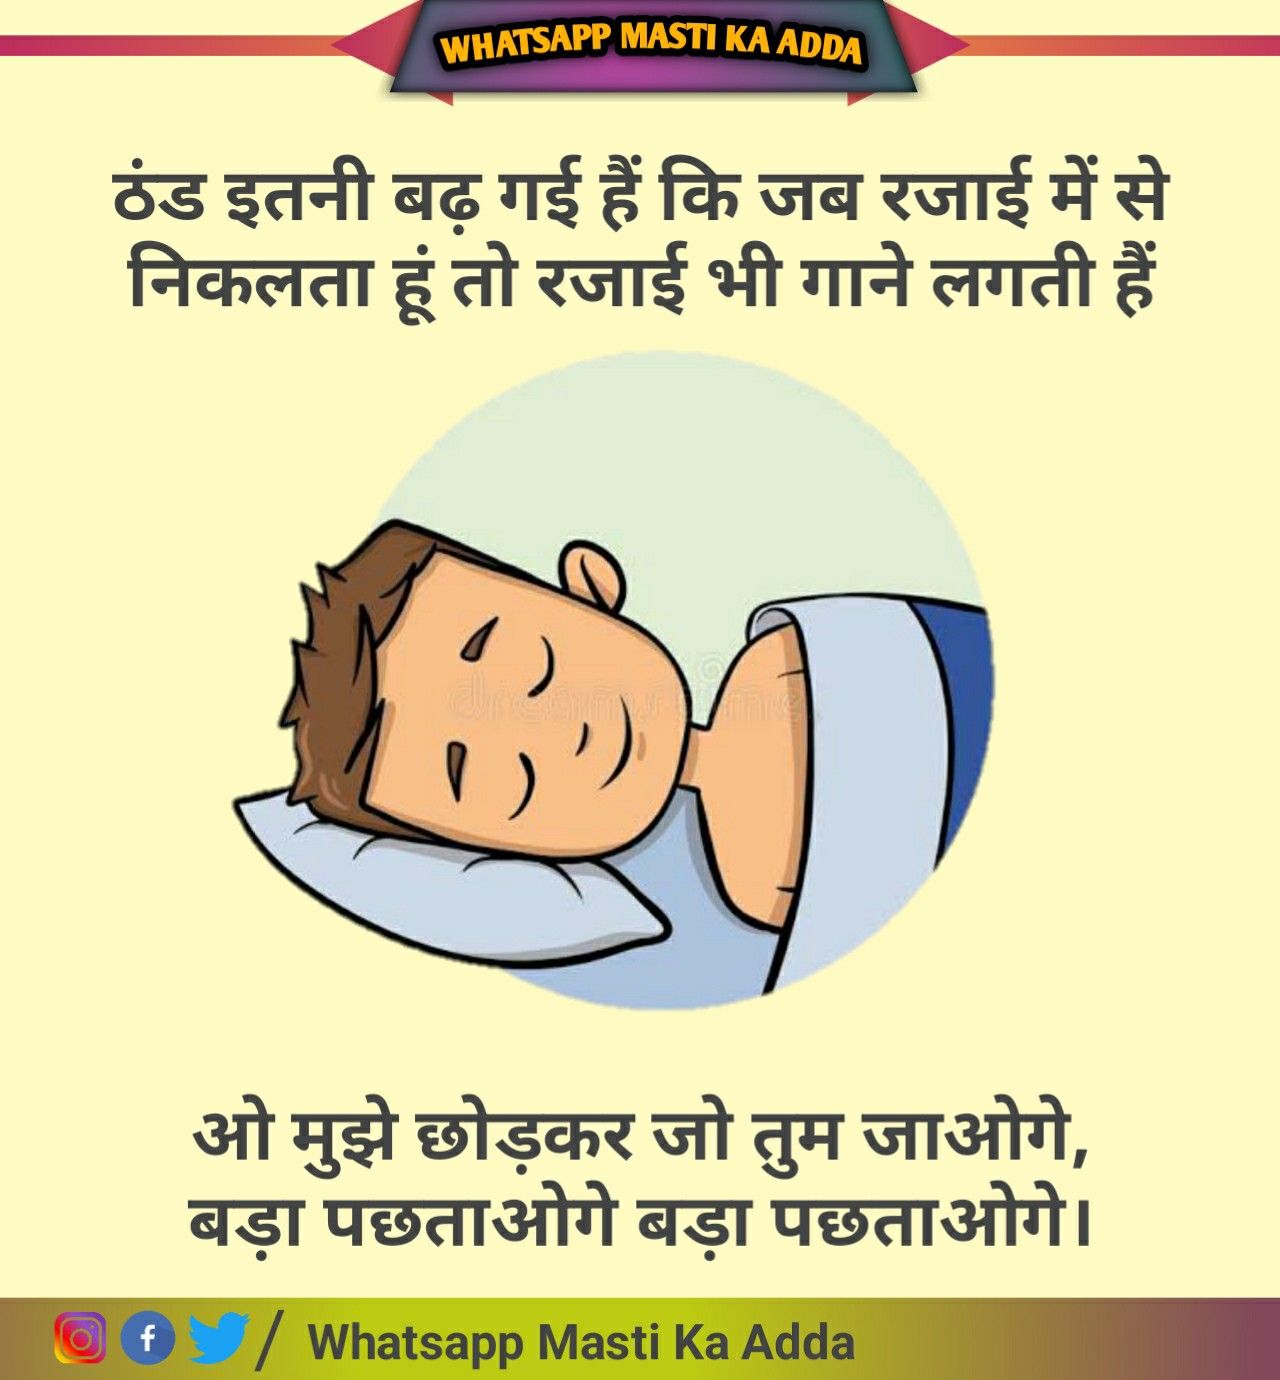 WHATSAPP MASTI KA ADDA
ठंड इतनी बढ़ गई हैं कि जब रजाई में से
निकलता हूं तो रजाई भी गाने लगती हैं
dreamstime
ओ मुझे छोड़कर जो तुम जाओगे,
बड़ा पछताओगे बड़ा पछताओगे।
/ Whatsapp Masti Ka Adda